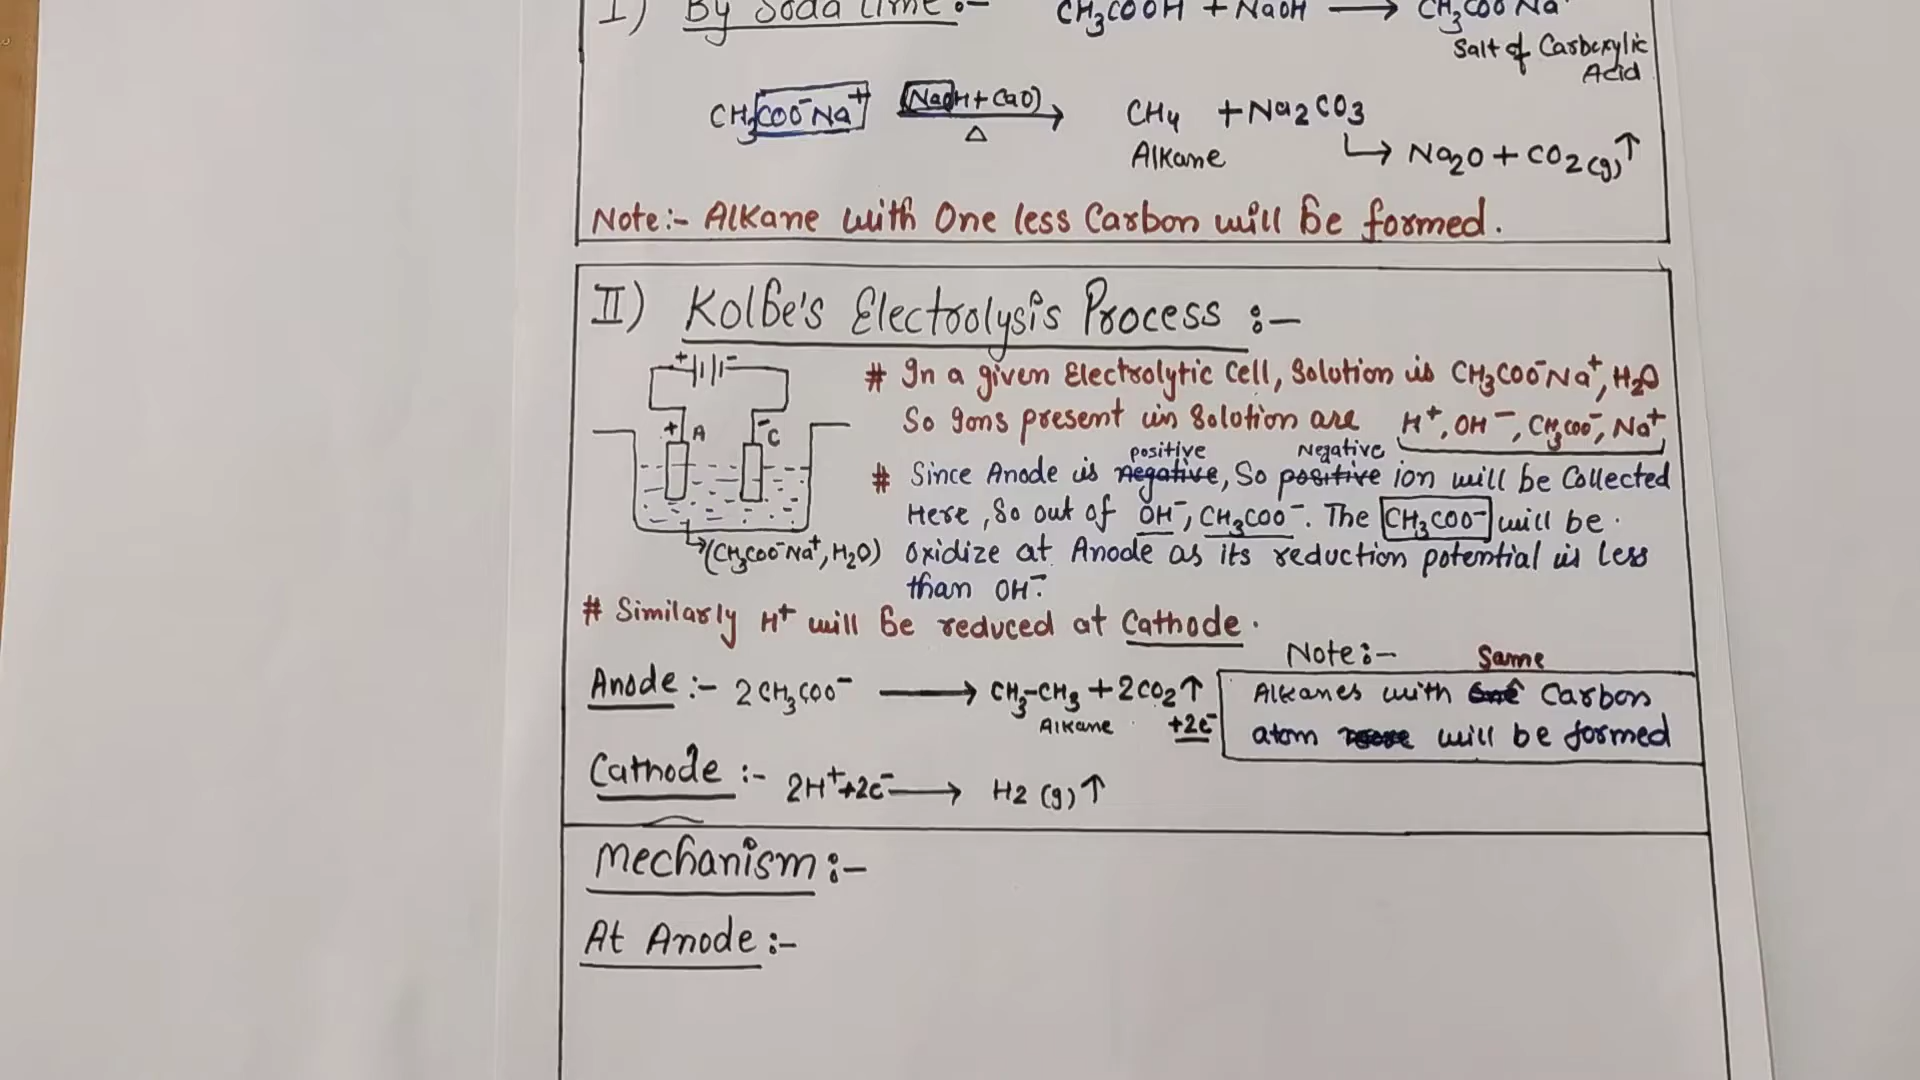 I) By Soda lime :- CH3COOH + NaOH ⟶ CH3COONa
Salt of Carboxylic
Acid
CH3COO⁻Na⁺ (NaOH + CaO) ⟶ CH4 + Na2CO3
Δ
Alkane ↳ Na2O + CO2(g)↑
Note:- Alkane with One less Carbon will be formed.
II) Kolbe's Electrolysis Process :-
+ -
# In a given Electrolytic Cell, Solution is CH3COO⁻Na⁺, H2O
So Ions present in Solution are H⁺, OH⁻, CH3COO⁻, Na⁺
+ A - C
positive Negative
# Since Anode is negative, So positive ion will be Collected
Here, So out of OH⁻, CH3COO⁻. The CH3COO⁻ will be
(CH3COO⁻Na⁺, H2O) oxidize at Anode as its reduction potential is less
than OH⁻.
# Similarly H⁺ will be reduced at Cathode.
Note:- Same
Anode :- 2CH3COO⁻ ⟶ CH3-CH3 + 2CO2↑
Alkane +2e⁻
Alkanes with Carbon
atom will be formed
Cathode :- 2H⁺+2e⁻ ⟶ H2 (g)↑
Mechanism :-
At Anode :-